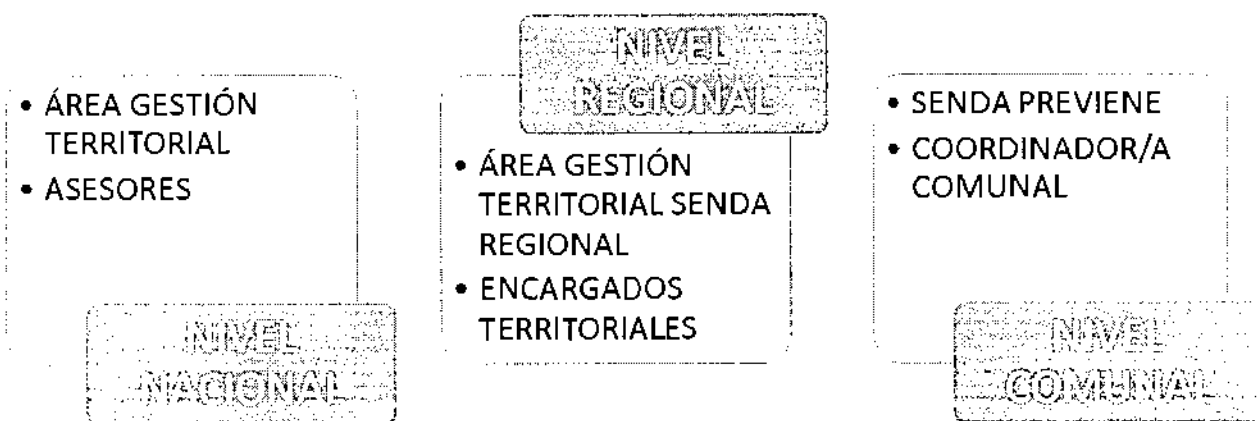 • ÁREA GESTIÓN
TERRITORIAL
• ASESORES
NIVEL
NACIONAL
NIVEL
REGIONAL
• ÁREA GESTIÓN
TERRITORIAL SENDA
REGIONAL
• ENCARGADOS
TERRITORIALES
• SENDA PREVIENE
• COORDINADOR/A
COMUNAL
NIVEL
COMUNAL